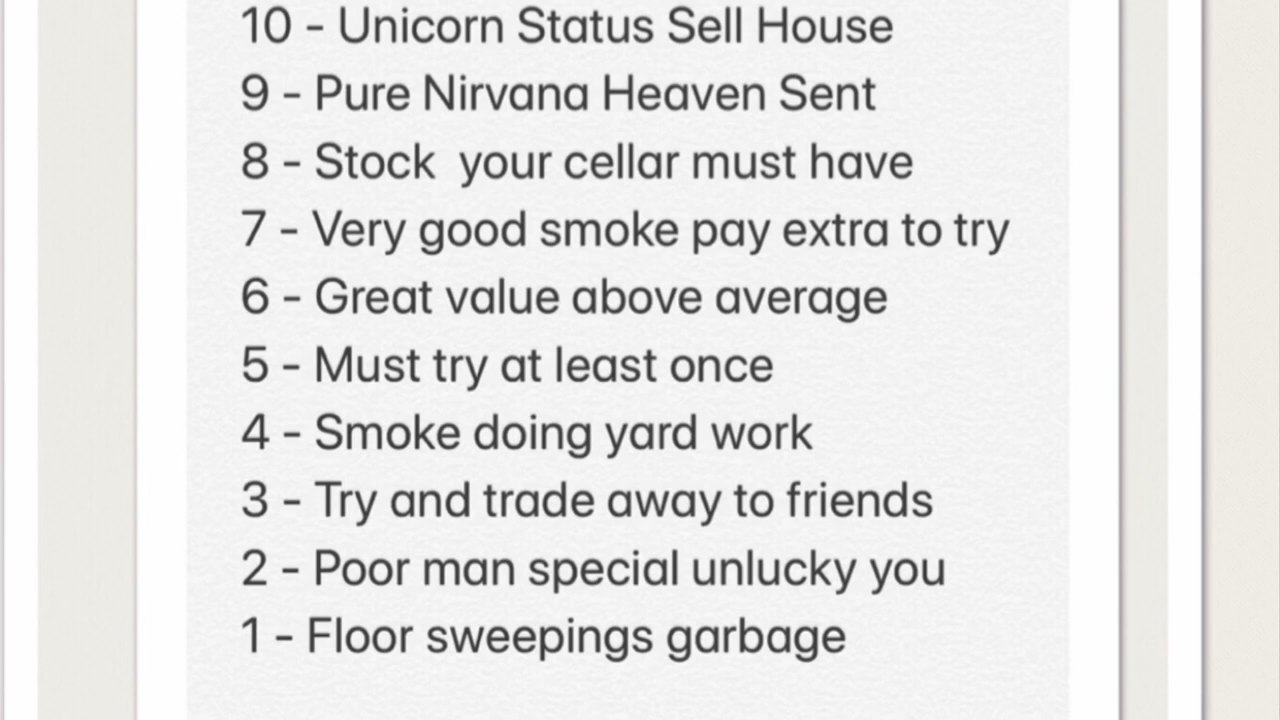 10 - Unicorn Status Sell House
9 - Pure Nirvana Heaven Sent
8 - Stock  your cellar must have
7 - Very good smoke pay extra to try
6 - Great value above average
5 - Must try at least once
4 - Smoke doing yard work
3 - Try and trade away to friends
2 - Poor man special unlucky you
1 - Floor sweepings garbage